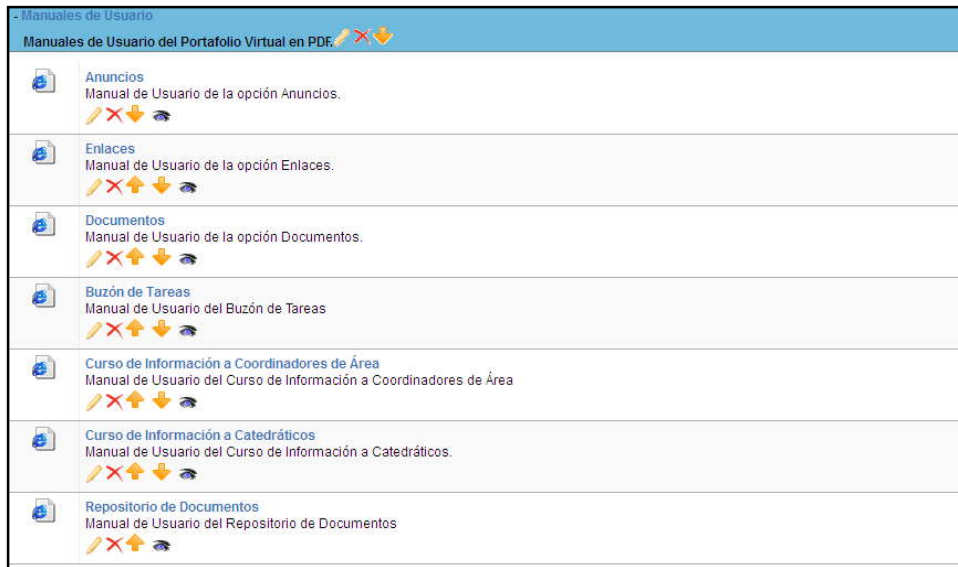 - Manuales de Usuario
Manuales de Usuario del Portafolio Virtual en PDF.
Anuncios
Manual de Usuario de la opción Anuncios.
Enlaces
Manual de Usuario de la opción Enlaces.
Documentos
Manual de Usuario de la opción Documentos.
Buzón de Tareas
Manual de Usuario del Buzón de Tareas
Curso de Información a Coordinadores de Área
Manual de Usuario del Curso de Información a Coordinadores de Área
Curso de Información a Catedráticos
Manual de Usuario del Curso de Información a Catedráticos.
Repositorio de Documentos
Manual de Usuario del Repositorio de Documentos